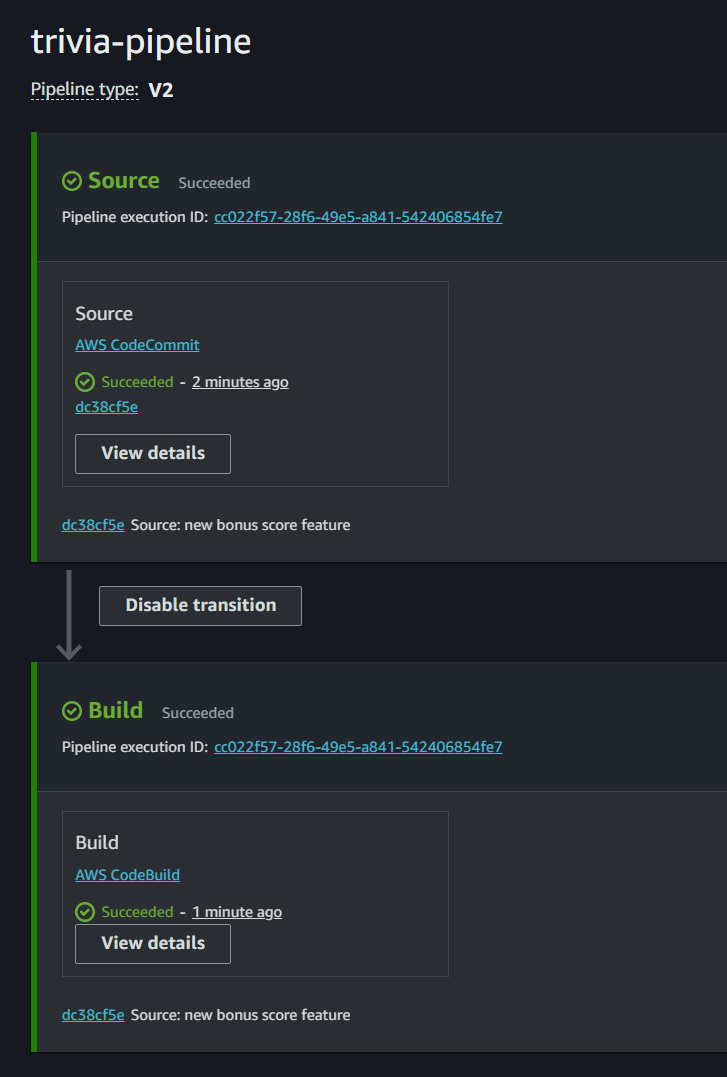 trivia-pipeline
Pipeline type: V2
Source Succeeded
Pipeline execution ID: cc022f57-28f6-49e5-a841-542406854fe7
Source
AWS CodeCommit
Succeeded - 2 minutes ago
dc38cf5e
View details
dc38cf5e Source: new bonus score feature
Disable transition
Build Succeeded
Pipeline execution ID: cc022f57-28f6-49e5-a841-542406854fe7
Build
AWS CodeBuild
Succeeded - 1 minute ago
View details
dc38cf5e Source: new bonus score feature